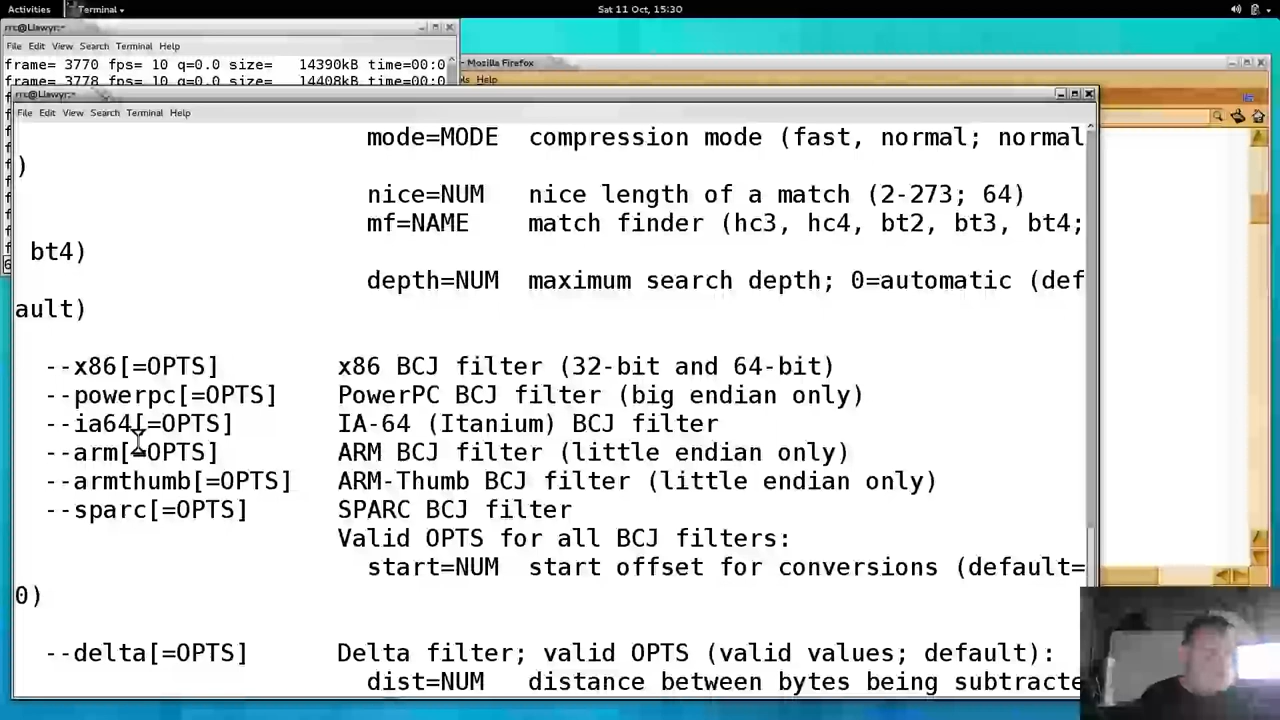 Activities Terminal Sat 11 Oct, 15:30
File Edit View Search Terminal Help
frame= 3770 fps= 10 q=0.0 size= 14390kB time=00:0
frame= 3778 fps= 10 q=0.0 size= 14408kB time=00:0
- Mozilla Firefox
Help
File Edit View Search Terminal Help
mode=MODE compression mode (fast, normal; normal
)
nice=NUM nice length of a match (2-273; 64)
mf=NAME match finder (hc3, hc4, bt2, bt3, bt4;
bt4)
depth=NUM maximum search depth; 0=automatic (def
ault)
--x86[=OPTS] x86 BCJ filter (32-bit and 64-bit)
--powerpc[=OPTS] PowerPC BCJ filter (big endian only)
--ia64[=OPTS] IA-64 (Itanium) BCJ filter
--arm[=OPTS] ARM BCJ filter (little endian only)
--armthumb[=OPTS] ARM-Thumb BCJ filter (little endian only)
--sparc[=OPTS] SPARC BCJ filter
Valid OPTS for all BCJ filters:
start=NUM start offset for conversions (default=
0)
--delta[=OPTS] Delta filter; valid OPTS (valid values; default):
dist=NUM distance between bytes being subtracte